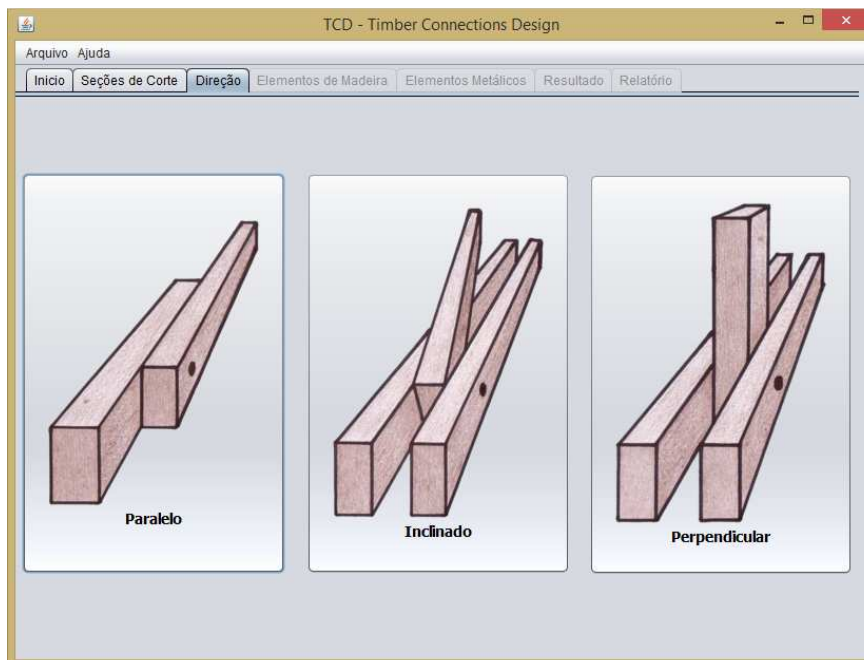 TCD - Timber Connections Design
Arquivo Ajuda
Inicio Seções de Corte Direção Elementos de Madeira Elementos Metálicos Resultado Relatório
Paralelo Inclinado Perpendicular